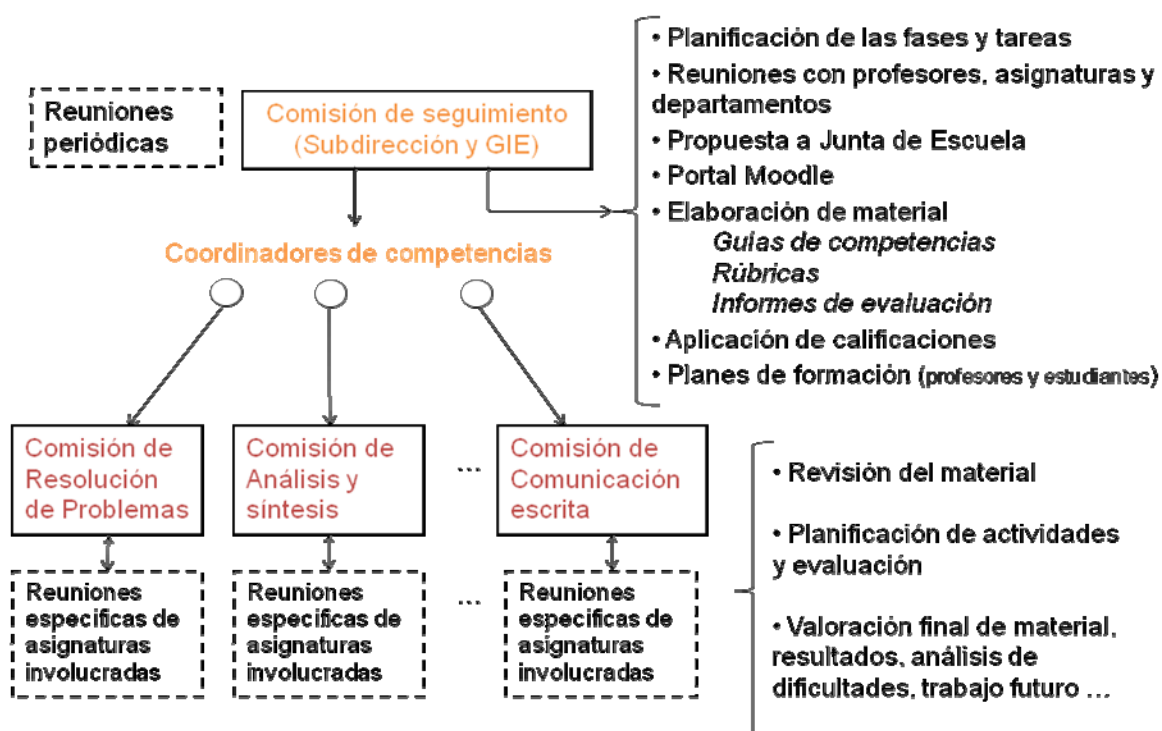 Reuniones
periódicas
Comisión de seguimiento
(Subdirección y GIE)
• Planificación de las fases y tareas
• Reuniones con profesores, asignaturas y
departamentos
• Propuesta a Junta de Escuela
• Portal Moodle
• Elaboración de material
Guías de competencias
Rúbricas
Informes de evaluación
• Aplicación de calificaciones
• Planes de formación (profesores y estudiantes)
Coordinadores de competencias
Comisión de
Resolución
de Problemas
Comisión de
Análisis y
síntesis
...
Comisión de
Comunicación
escrita
Reuniones
específicas de
asignaturas
involucradas
Reuniones
específicas de
asignaturas
involucradas
...
Reuniones
específicas de
asignaturas
involucradas
• Revisión del material
• Planificación de actividades
y evaluación
• Valoración final de material,
resultados, análisis de
dificultades, trabajo futuro ...